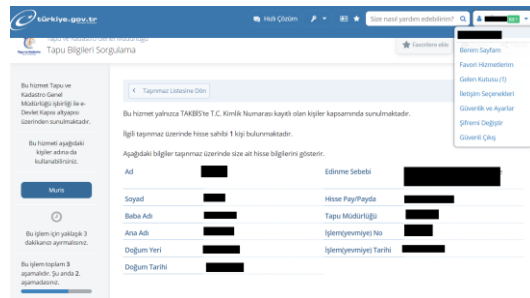 türkiye.gov.tr
Hızlı Çözüm
Size nasıl yardım edebilirim?
Tapu ve Kadastro Genel Müdürlüğü
Tapu Bilgileri Sorgulama
Favorilere ekle
Benim Sayfam
Favori Hizmetlerim
Gelen Kutusu (1)
İletişim Seçenekleri
Güvenlik ve Ayarlar
Şifremi Değiştir
Güvenli Çıkış
Bu hizmet Tapu ve
Kadastro Genel
Müdürlüğü işbirliği ile e-
Devlet Kapısı altyapısı
üzerinden sunulmaktadır.
Bu hizmeti aşağıdaki
kişiler adına da
kullanabilirsiniz.
Muris
Bu işlem için yaklaşık 3
dakikanız ayırmalısınız.
Bu işlem toplam 5
aşamalıdır. Şu anda 2.
aşamadasınız.
Taşınmaz Listesine Dön
Bu hizmet yalnızca TAKBİS'te T.C. Kimlik Numarası kayıtlı olan kişiler kapsamında sunulmaktadır.
İlgili taşınmaz üzerinde hisse sahibi 1 kişi bulunmaktadır.
Aşağıdaki bilgiler taşınmaz üzerinde size ait hisse bilgilerini gösterir.
Ad
Edinme Sebebi
Soyad
Hisse Pay/Payda
Baba Adı
Tapu Müdürlüğü
Ana Adı
İşlem(yevmiye) No
Doğum Yeri
İşlem(yevmiye) Tarihi
Doğum Tarihi